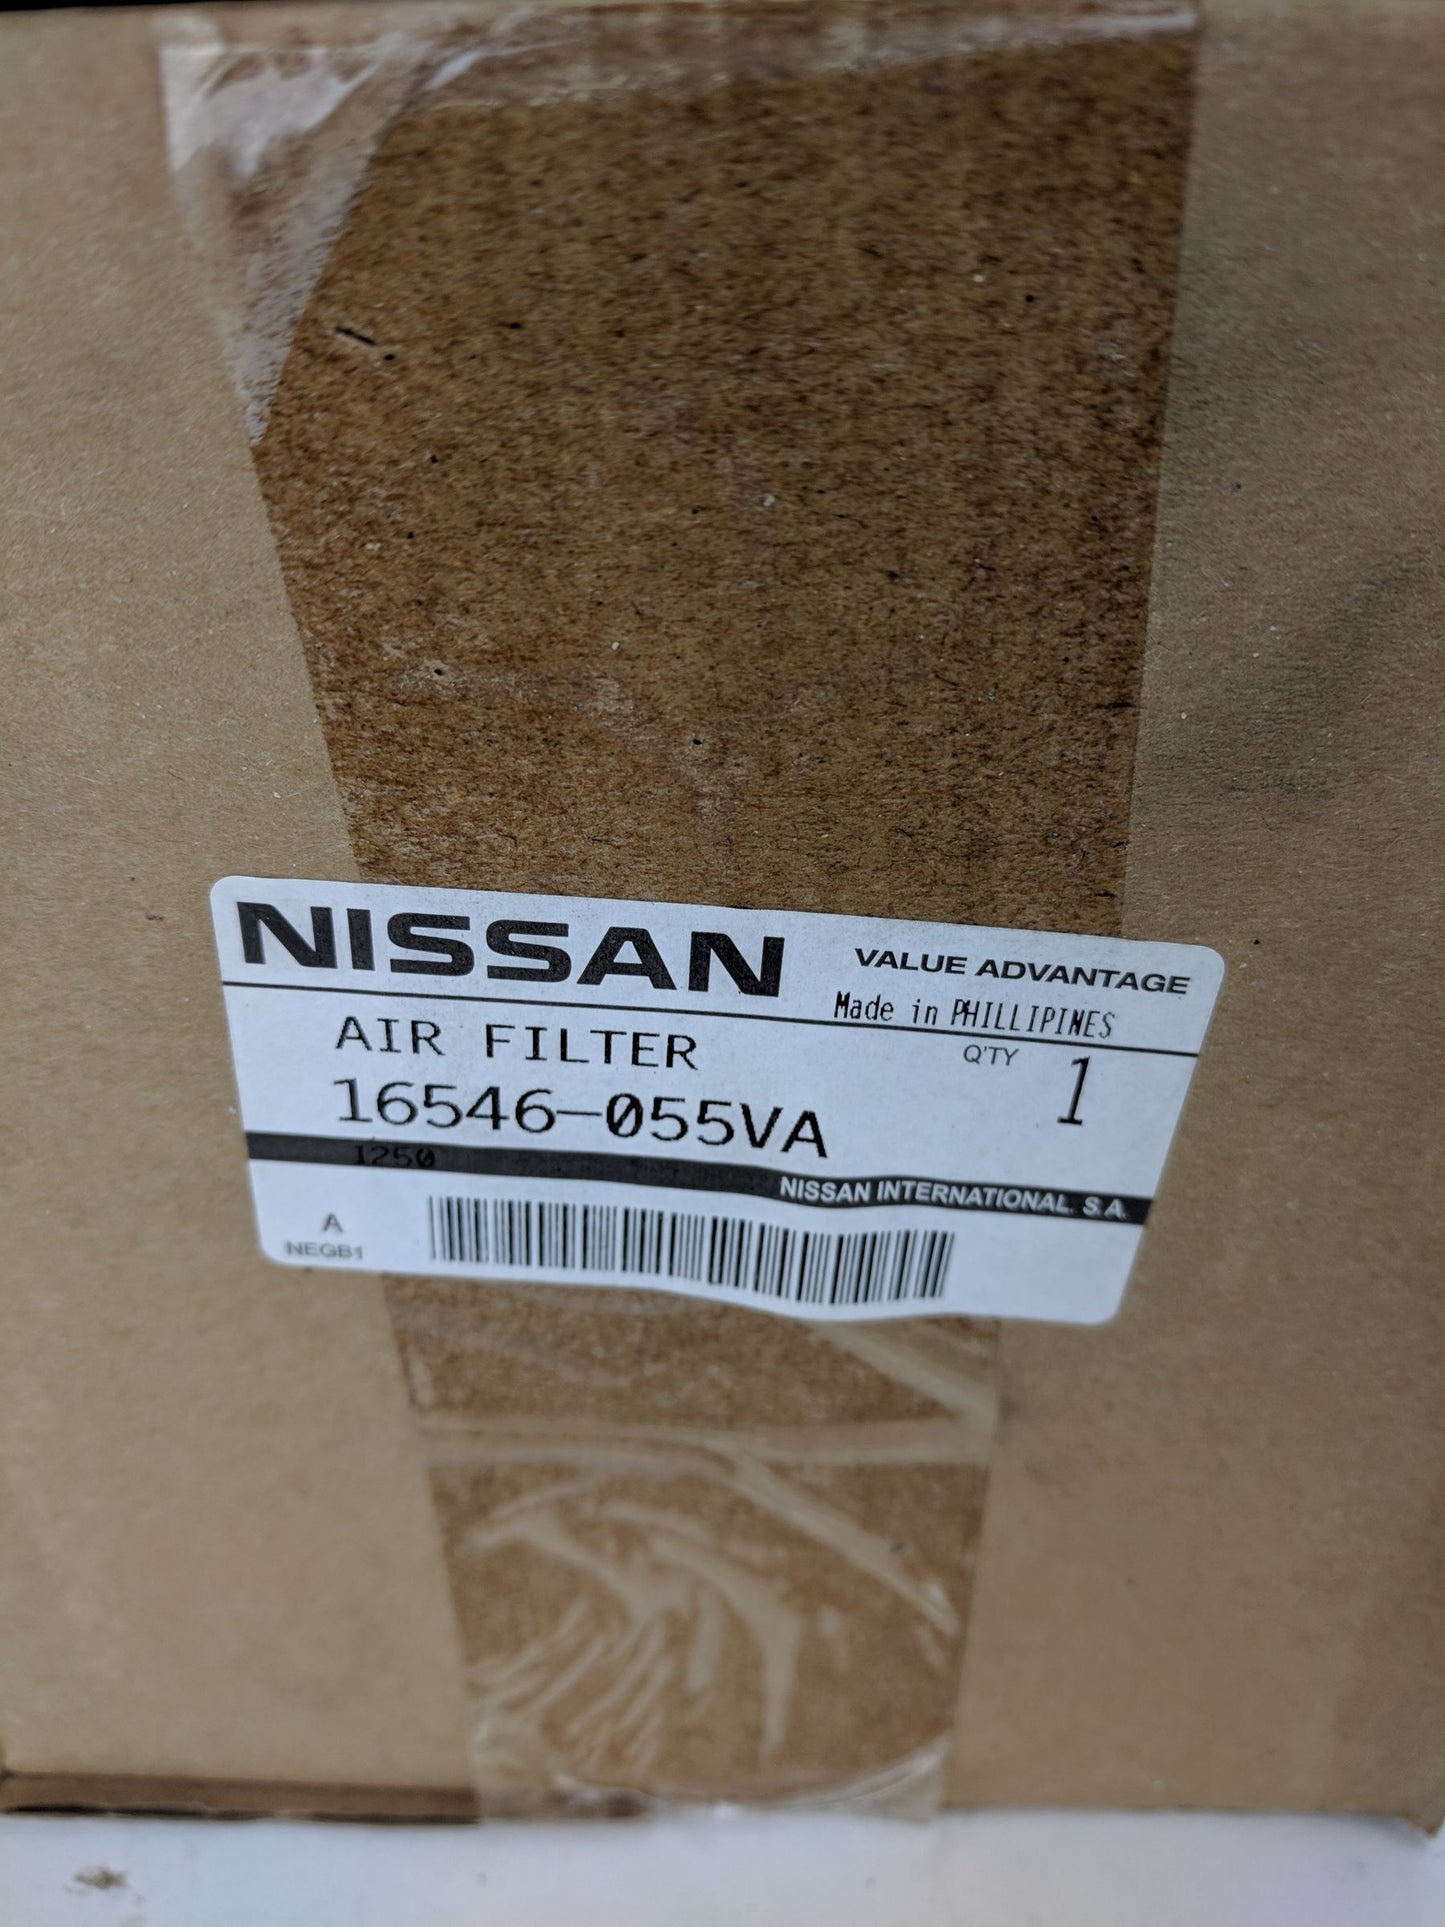 NISSAN
VALUE ADVANTAGE
Made in PHILLIPINES
AIR FILTER
Q'TY 1
16546-055VA
1250
NISSAN INTERNATIONAL. S.A.
A
NEGB1